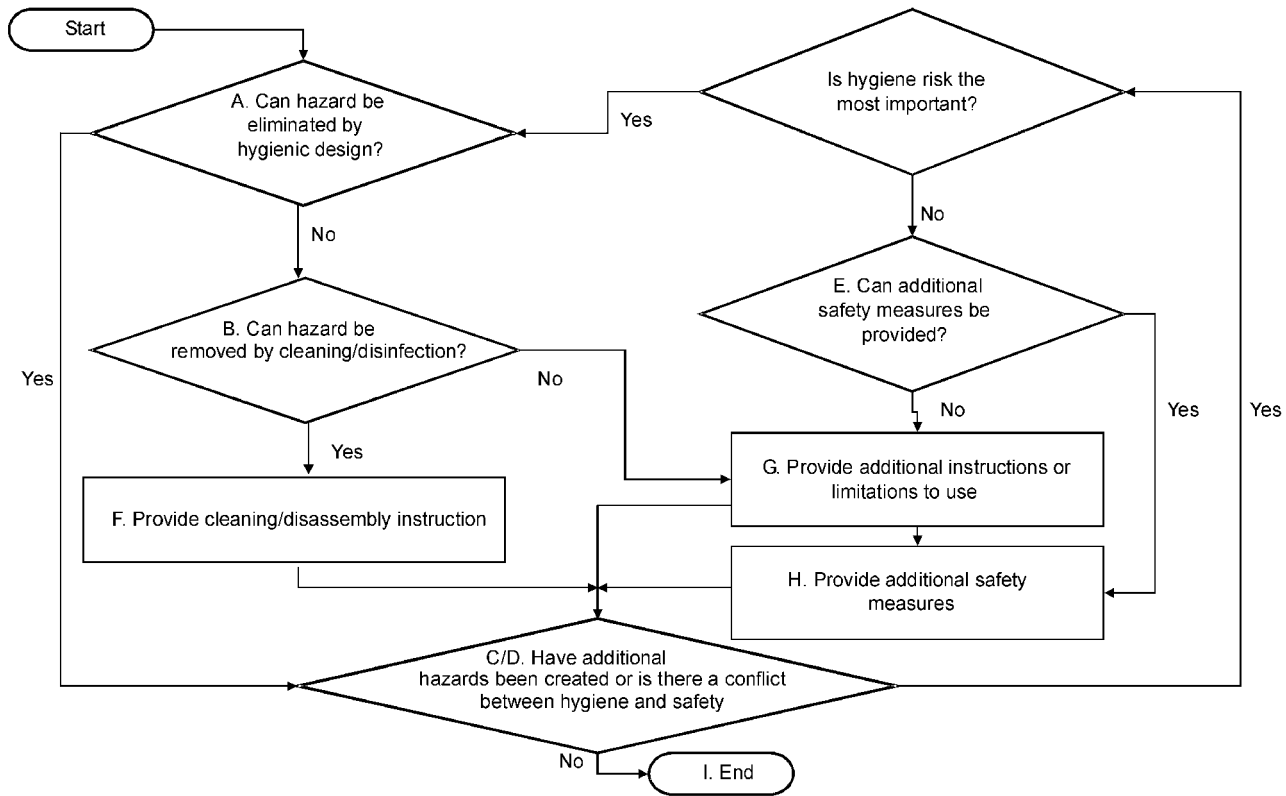 Start
A. Can hazard be
eliminated by
hygienic design?
Is hygiene risk the
most important?
Yes
No
No
B. Can hazard be
removed by cleaning/disinfection?
E. Can additional
safety measures be
provided?
Yes
No
No
Yes
Yes
Yes
F. Provide cleaning/disassembly instruction
G. Provide additional instructions or
limitations to use
H. Provide additional safety
measures
C/D. Have additional
hazards been created or is there a conflict
between hygiene and safety
No
I. End